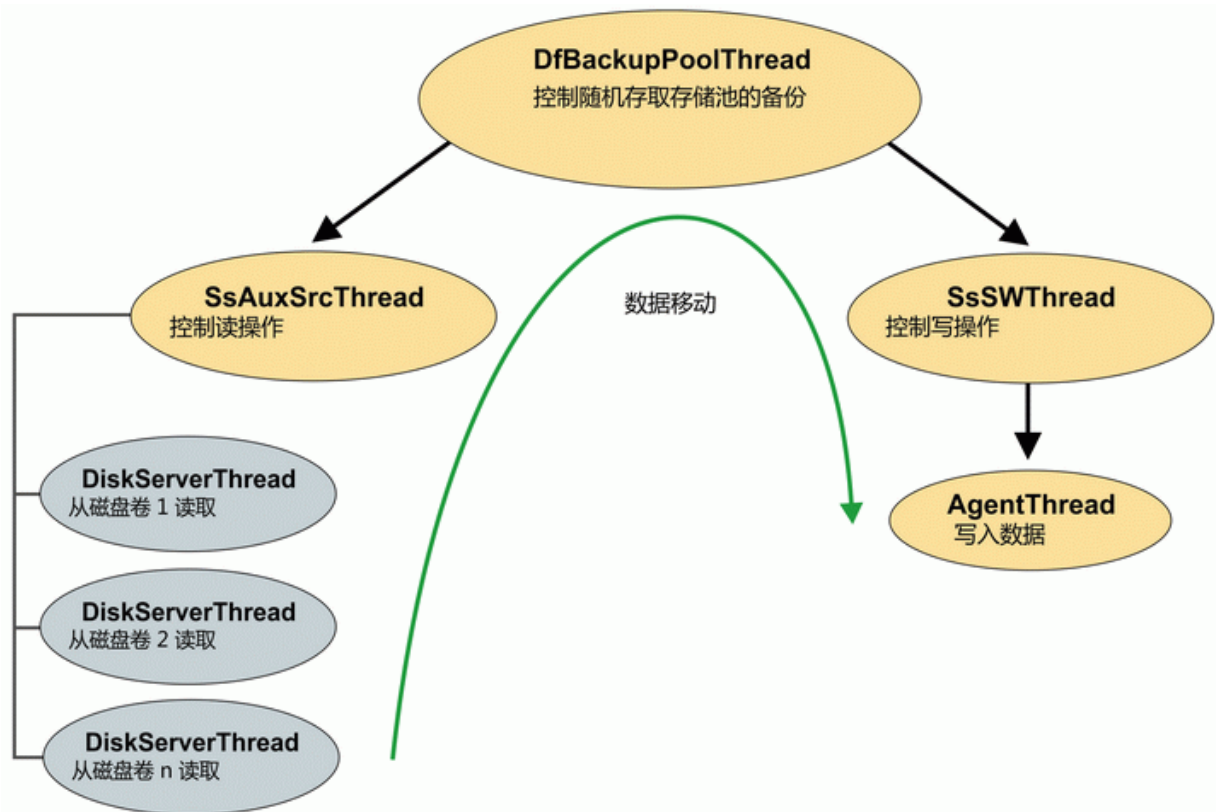 DfBackupPoolThread
控制随机存取存储池的备份
SsAuxSrcThread
控制读操作
数据移动
SsSWThread
控制写操作
DiskServerThread
从磁盘卷 1 读取
AgentThread
写入数据
DiskServerThread
从磁盘卷 2 读取
DiskServerThread
从磁盘卷 n 读取